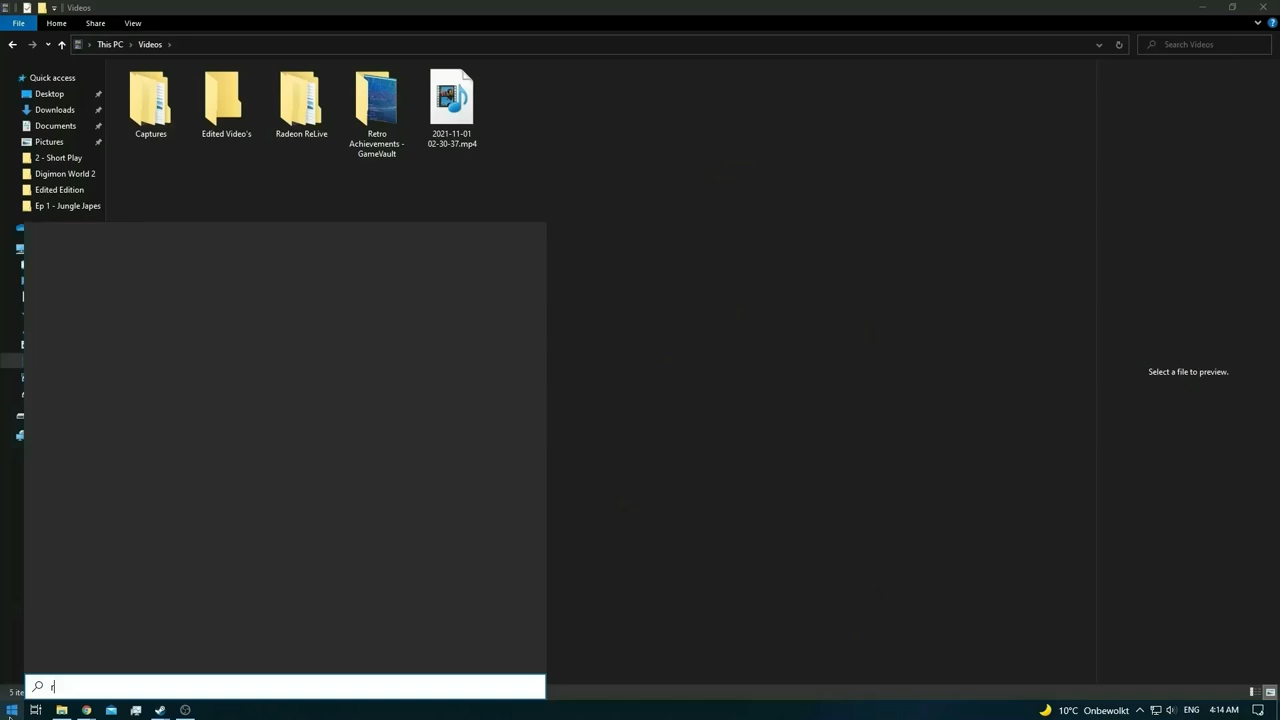 Videos
File
Home
Share
View
This PC
Videos
Search Videos
Quick access
Desktop
Downloads
Documents
Pictures
2 - Short Play
Digimon World 2
Edited Edition
Ep 1 - Jungle Japes
Captures
Edited Video's
Radeon ReLive
Retro
Achievements -
GameVault
2021-11-01
02-30-37.mp4
Select a file to preview.
r
5 ite
10°C Onbewolkt
ENG
4:14 AM